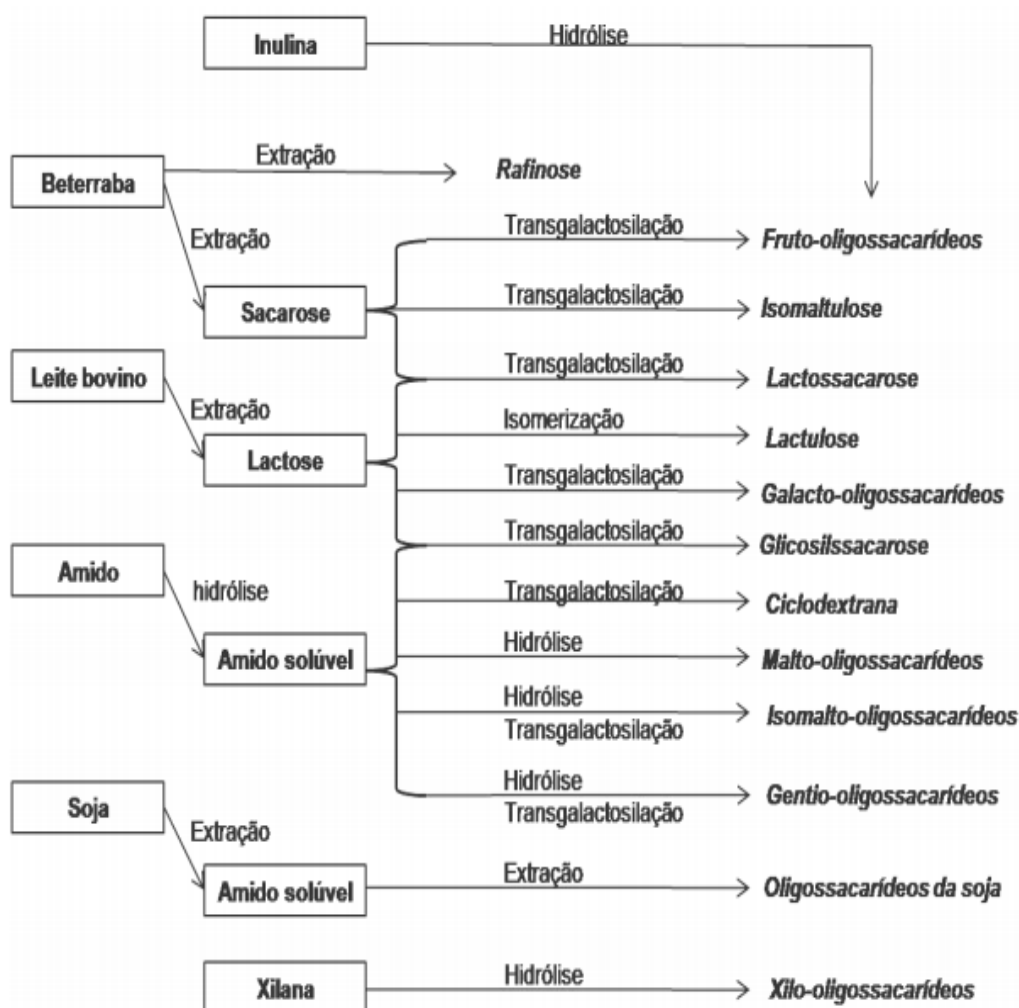 Inulina
Hidrólise
Extração
Rafinose
Beterraba
Transgalactosilação
Extração
Fruto-oligossacarídeos
Transgalactosilação
Sacarose
Isomaltulose
Leite bovino
Transgalactosilação
Lactossacarose
Extração
Isomerização
Lactose
Lactulose
Transgalactosilação
Galacto-oligossacarídeos
Transgalactosilação
Glicosilssacarose
Amido
hidrólise
Transgalactosilação
Ciclodextrana
Hidrólise
Amido solúvel
Malto-oligossacarídeos
Hidrólise
Isomalto-oligossacarídeos
Transgalactosilação
Hidrólise
Soja
Gentio-oligossacarídeos
Transgalactosilação
Extração
Extração
Amido solúvel
Oligossacarídeos da soja
Hidrólise
Xilana
Xilo-oligossacarídeos